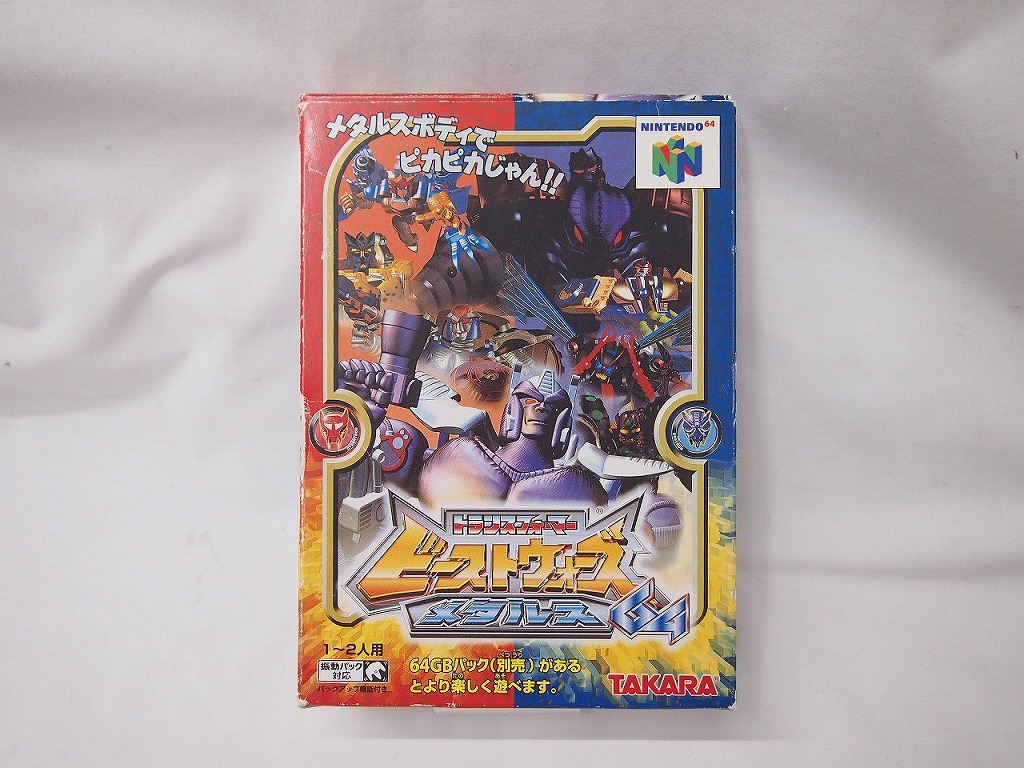 メタルスボディで
ピカピカじゃん!!
NINTENDO 64
トランスフォーマー®
ビーストウォーズ
メタルス 64
1～2人用
振動パック
対応
バックアップ機能付き
64GBパック(別売)がある
とより楽しく遊べます。
TAKARA